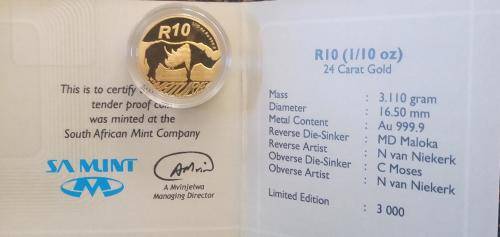 R10
NATURA
This is to certify
tender proof
was minted at the
South African Mint Company
SA MINT
A Mvinjelwa
Managing Director
R10 (1/10 oz)
24 Carat Gold
Mass : 3.110 gram
Diameter : 16.50 mm
Metal Content : Au 999.9
Reverse Die-Sinker : MD Maloka
Reverse Artist : N van Niekerk
Obverse Die-Sinker : C Moses
Obverse Artist : N van Niekerk
Limited Edition : 3 000